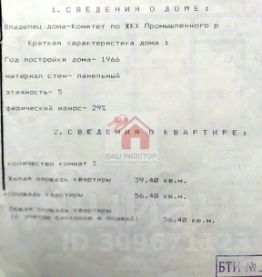 1. СВЕДЕНИЯ О ДОМЕ:
Владелец дома-Комитет по ЖКХ Промышленного р
Краткая характеристика дома :
Год постройки дома- 1966
материал стен- панельный
этажность- 5
физический износ- 29%
ВАШ РИЭЛТОР
2. СВЕДЕНИЯ О КВАРТИРЕ:
количество комнат 3
Жилая площадь квартиры 39.40 кв.м.
Площадь квартиры 56.40 кв.м.
Общая площадь квартиры
(с учетом балконов и лоджий) 56.40 кв.м.
БТИ №